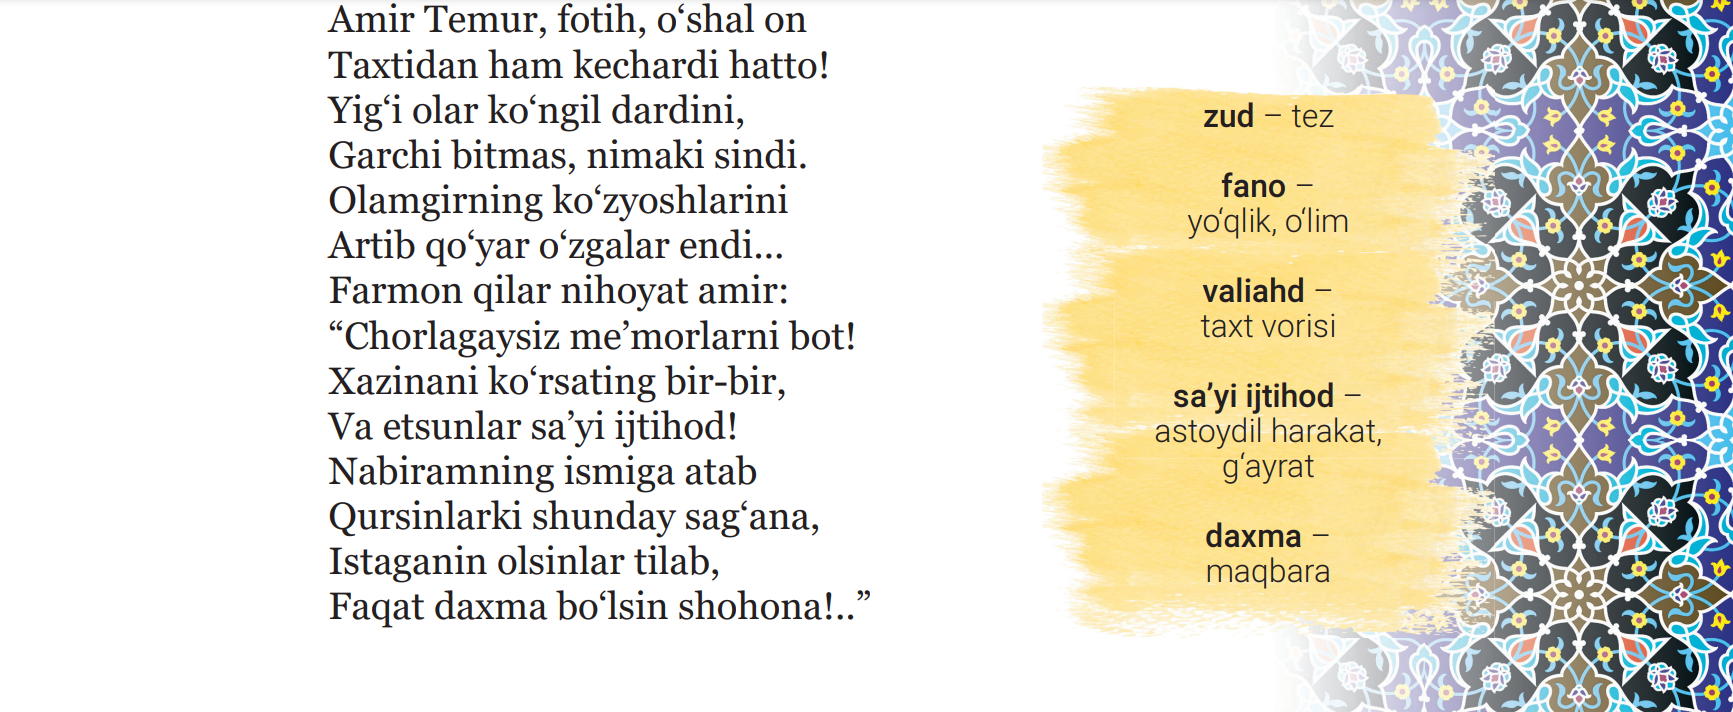 Amir Temur, fotih, o‘shal on
Taxtidan ham kechardi hatto!
Yig‘i olar ko‘ngil dardini,
Garchi bitmas, nimaki sindi.
Olamgirning ko‘zyoshlarini
Artib qo‘yar o‘zgalar endi...
Farmon qilar nihoyat amir:
“Chorlagaysiz me’morlarni bot!
Xazinani ko‘rsating bir-bir,
Va etsunlar sa’yi ijtihod!
Nabiramning ismiga atab
Qursinlarki shunday sag‘ana,
Istaganin olsinlar tilab,
Faqat daxma bo‘lsin shohona!..”
zud – tez
fano –
yo‘qlik, o‘lim
valiahd –
taxt vorisi
sa’yi ijtihod –
astoydil harakat,
g‘ayrat
daxma –
maqbara